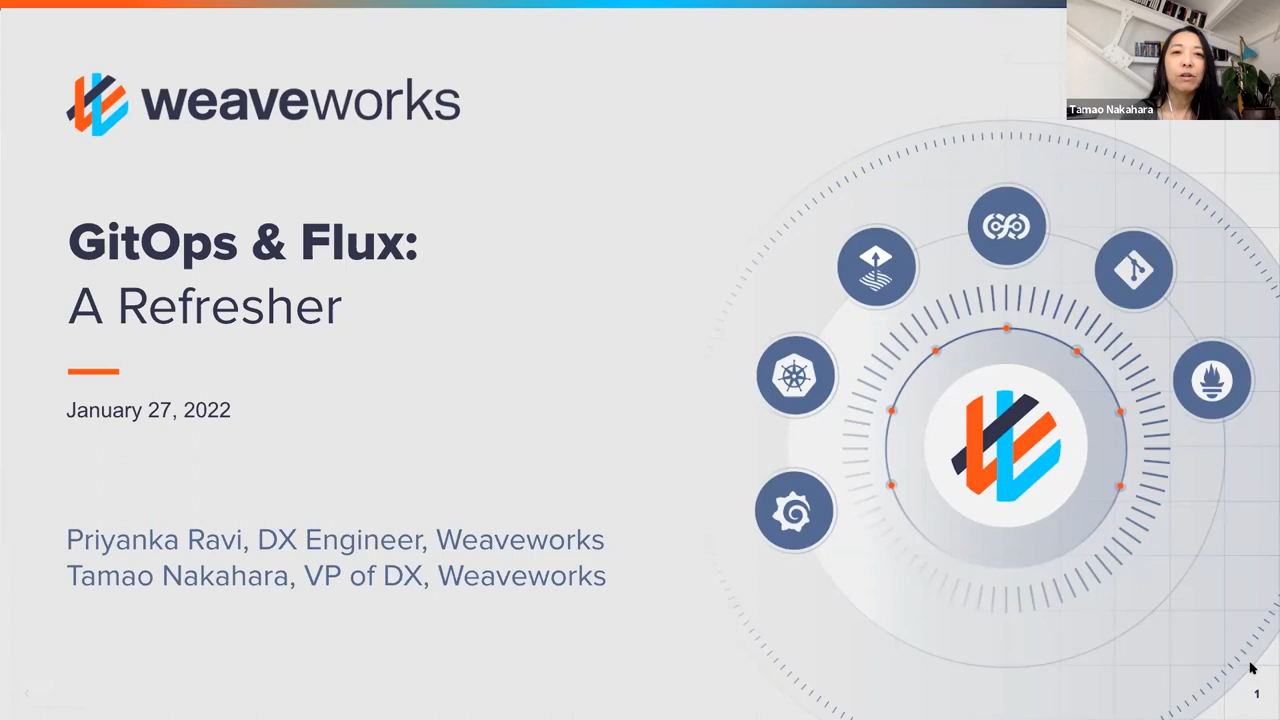 weaveworks
Tamao Nakahara
GitOps & Flux:
A Refresher
January 27, 2022
Priyanka Ravi, DX Engineer, Weaveworks
Tamao Nakahara, VP of DX, Weaveworks
1